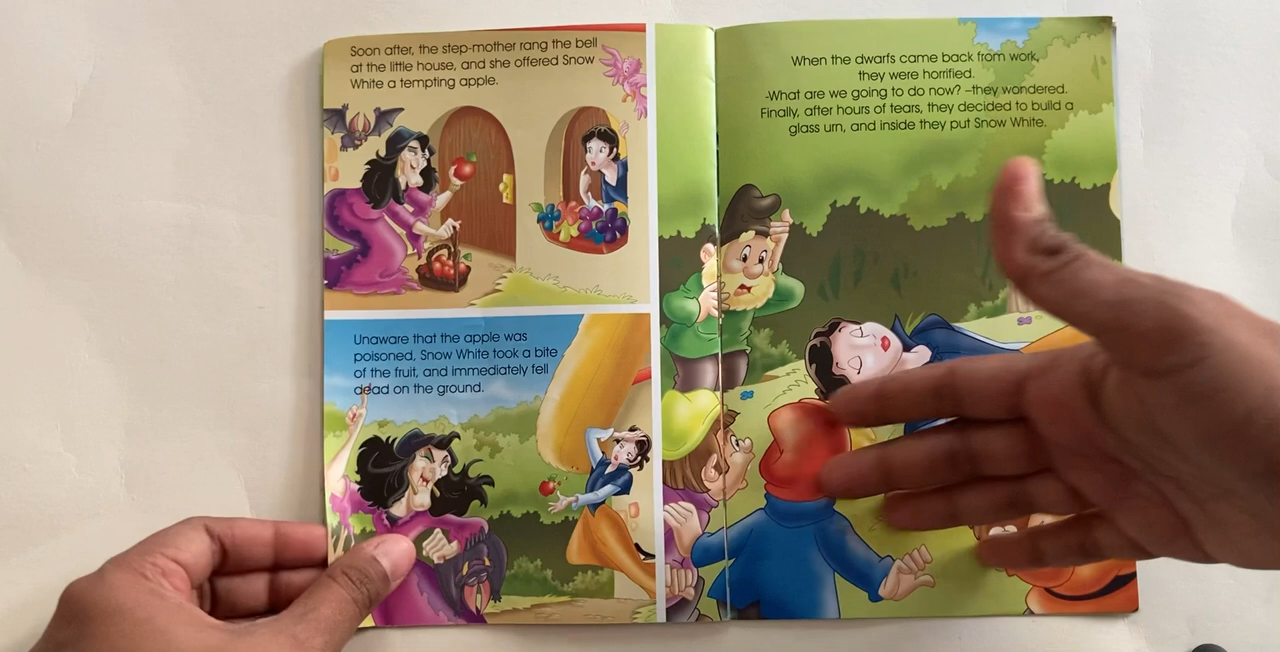 Soon after, the step-mother rang the bell
at the little house, and she offered Snow
White a tempting apple.
Unaware that the apple was
poisoned, Snow White took a bite
of the fruit, and immediately fell
dead on the ground.
When the dwarfs came back from work,
they were horrified.
-What are we going to do now? –they wondered.
Finally, after hours of tears, they decided to build a
glass urn, and inside they put Snow White.